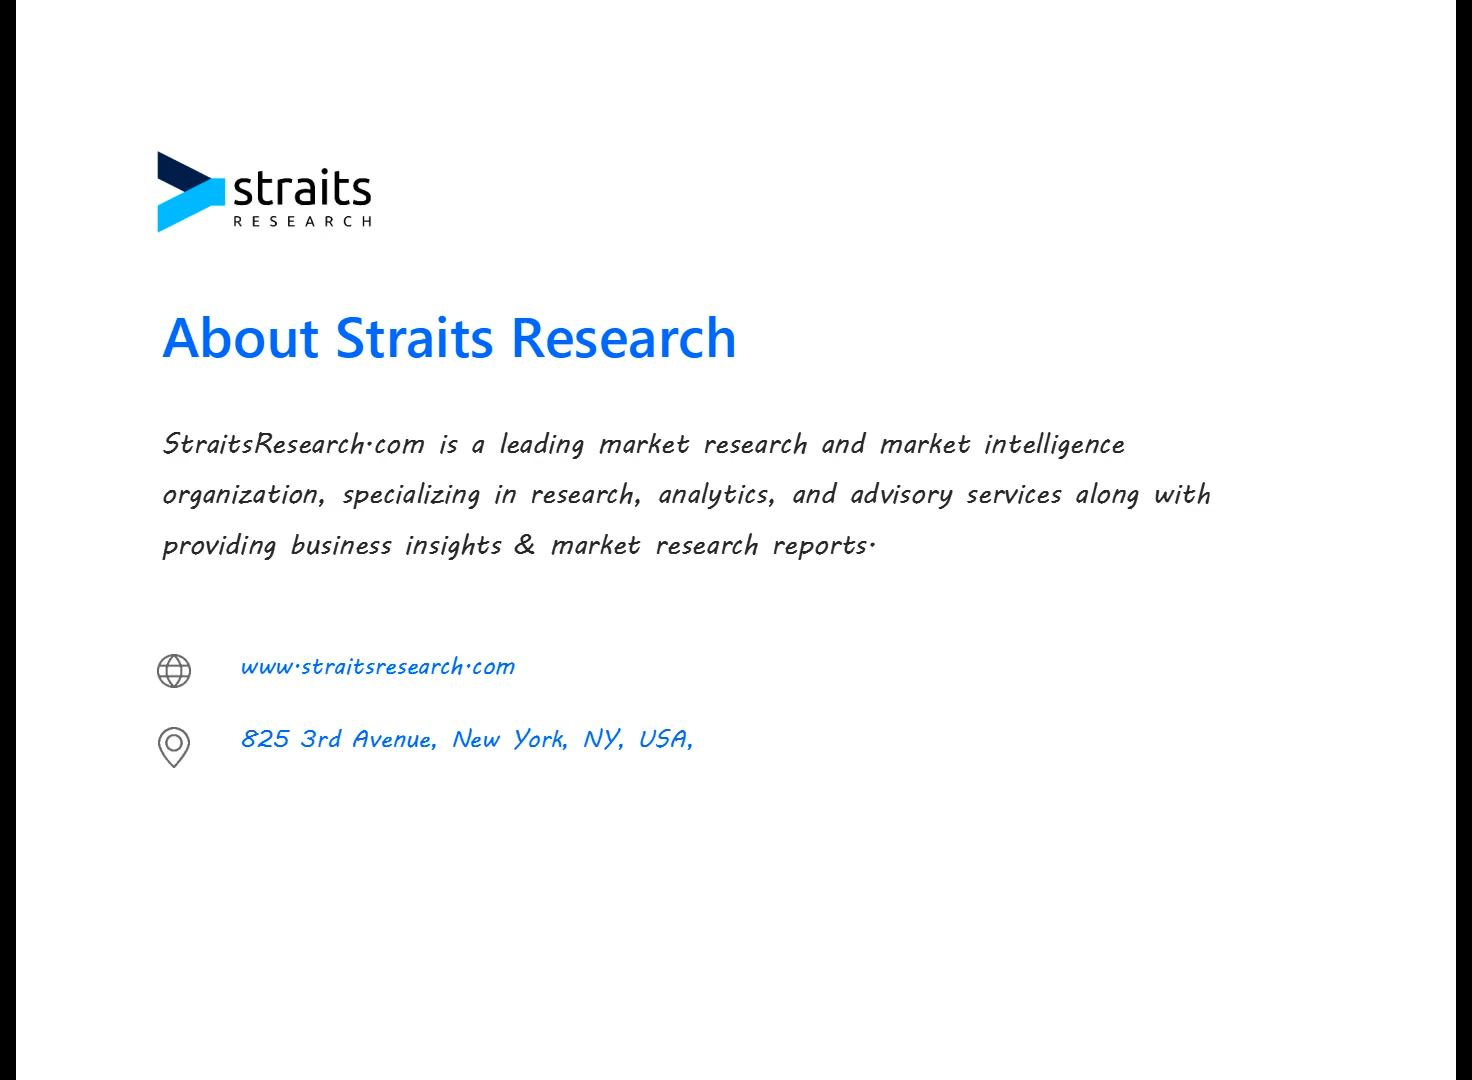 straits
RESEARCH
About Straits Research
StraitsResearch.com is a leading market research and market intelligence
organization, specializing in research, analytics, and advisory services along with
providing business insights & market research reports.
www.straitsresearch.com
825 3rd Avenue, New York, NY, USA,